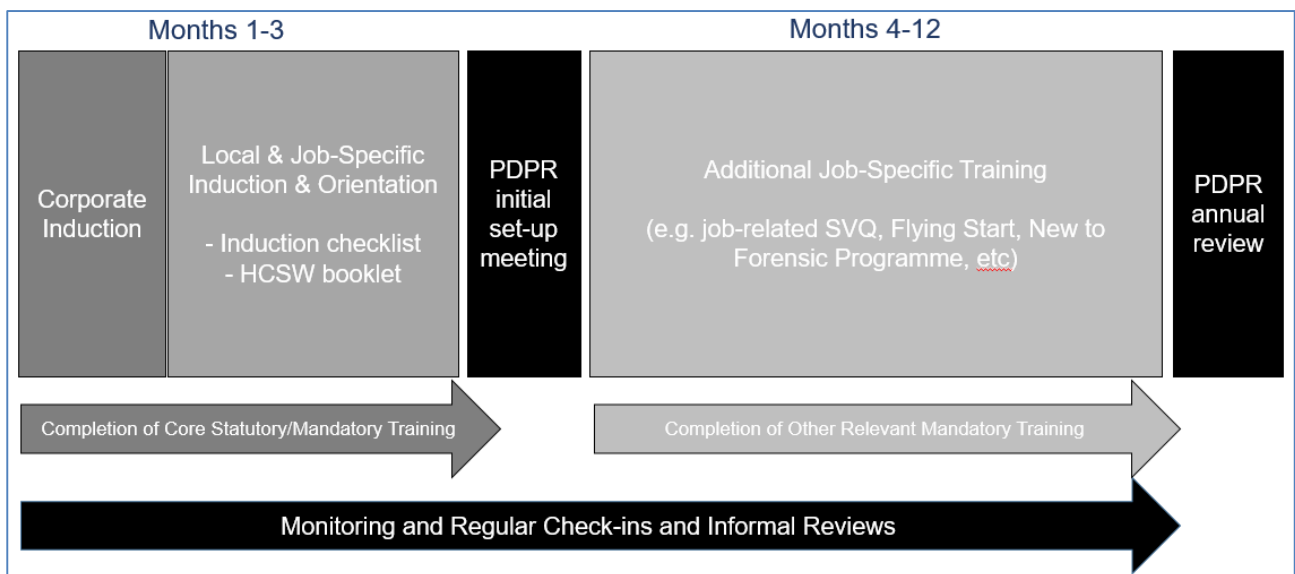 Months 1-3
Months 4-12
Corporate
Induction
Local & Job-Specific
Induction & Orientation
- Induction checklist
- HCSW booklet
PDPR
initial
set-up
meeting
Additional Job-Specific Training
(e.g. job-related SVQ, Flying Start, New to
Forensic Programme, etc)
PDPR
annual
review
Completion of Core Statutory/Mandatory Training
Completion of Other Relevant Mandatory Training
Monitoring and Regular Check-ins and Informal Reviews